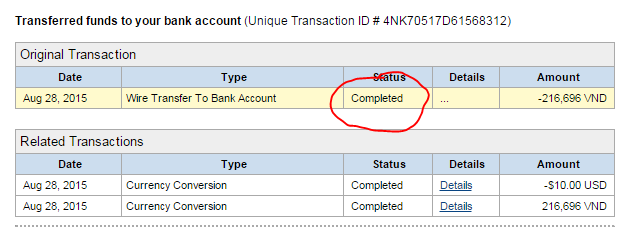 Transferred funds to your bank account (Unique Transaction ID # 4NK70517D61568312)
Original Transaction
Date Type Status Details Amount
Aug 28, 2015 Wire Transfer To Bank Account Completed ... -216,696 VND
Related Transactions
Date Type Status Details Amount
Aug 28, 2015 Currency Conversion Completed Details -$10.00 USD
Aug 28, 2015 Currency Conversion Completed Details 216,696 VND